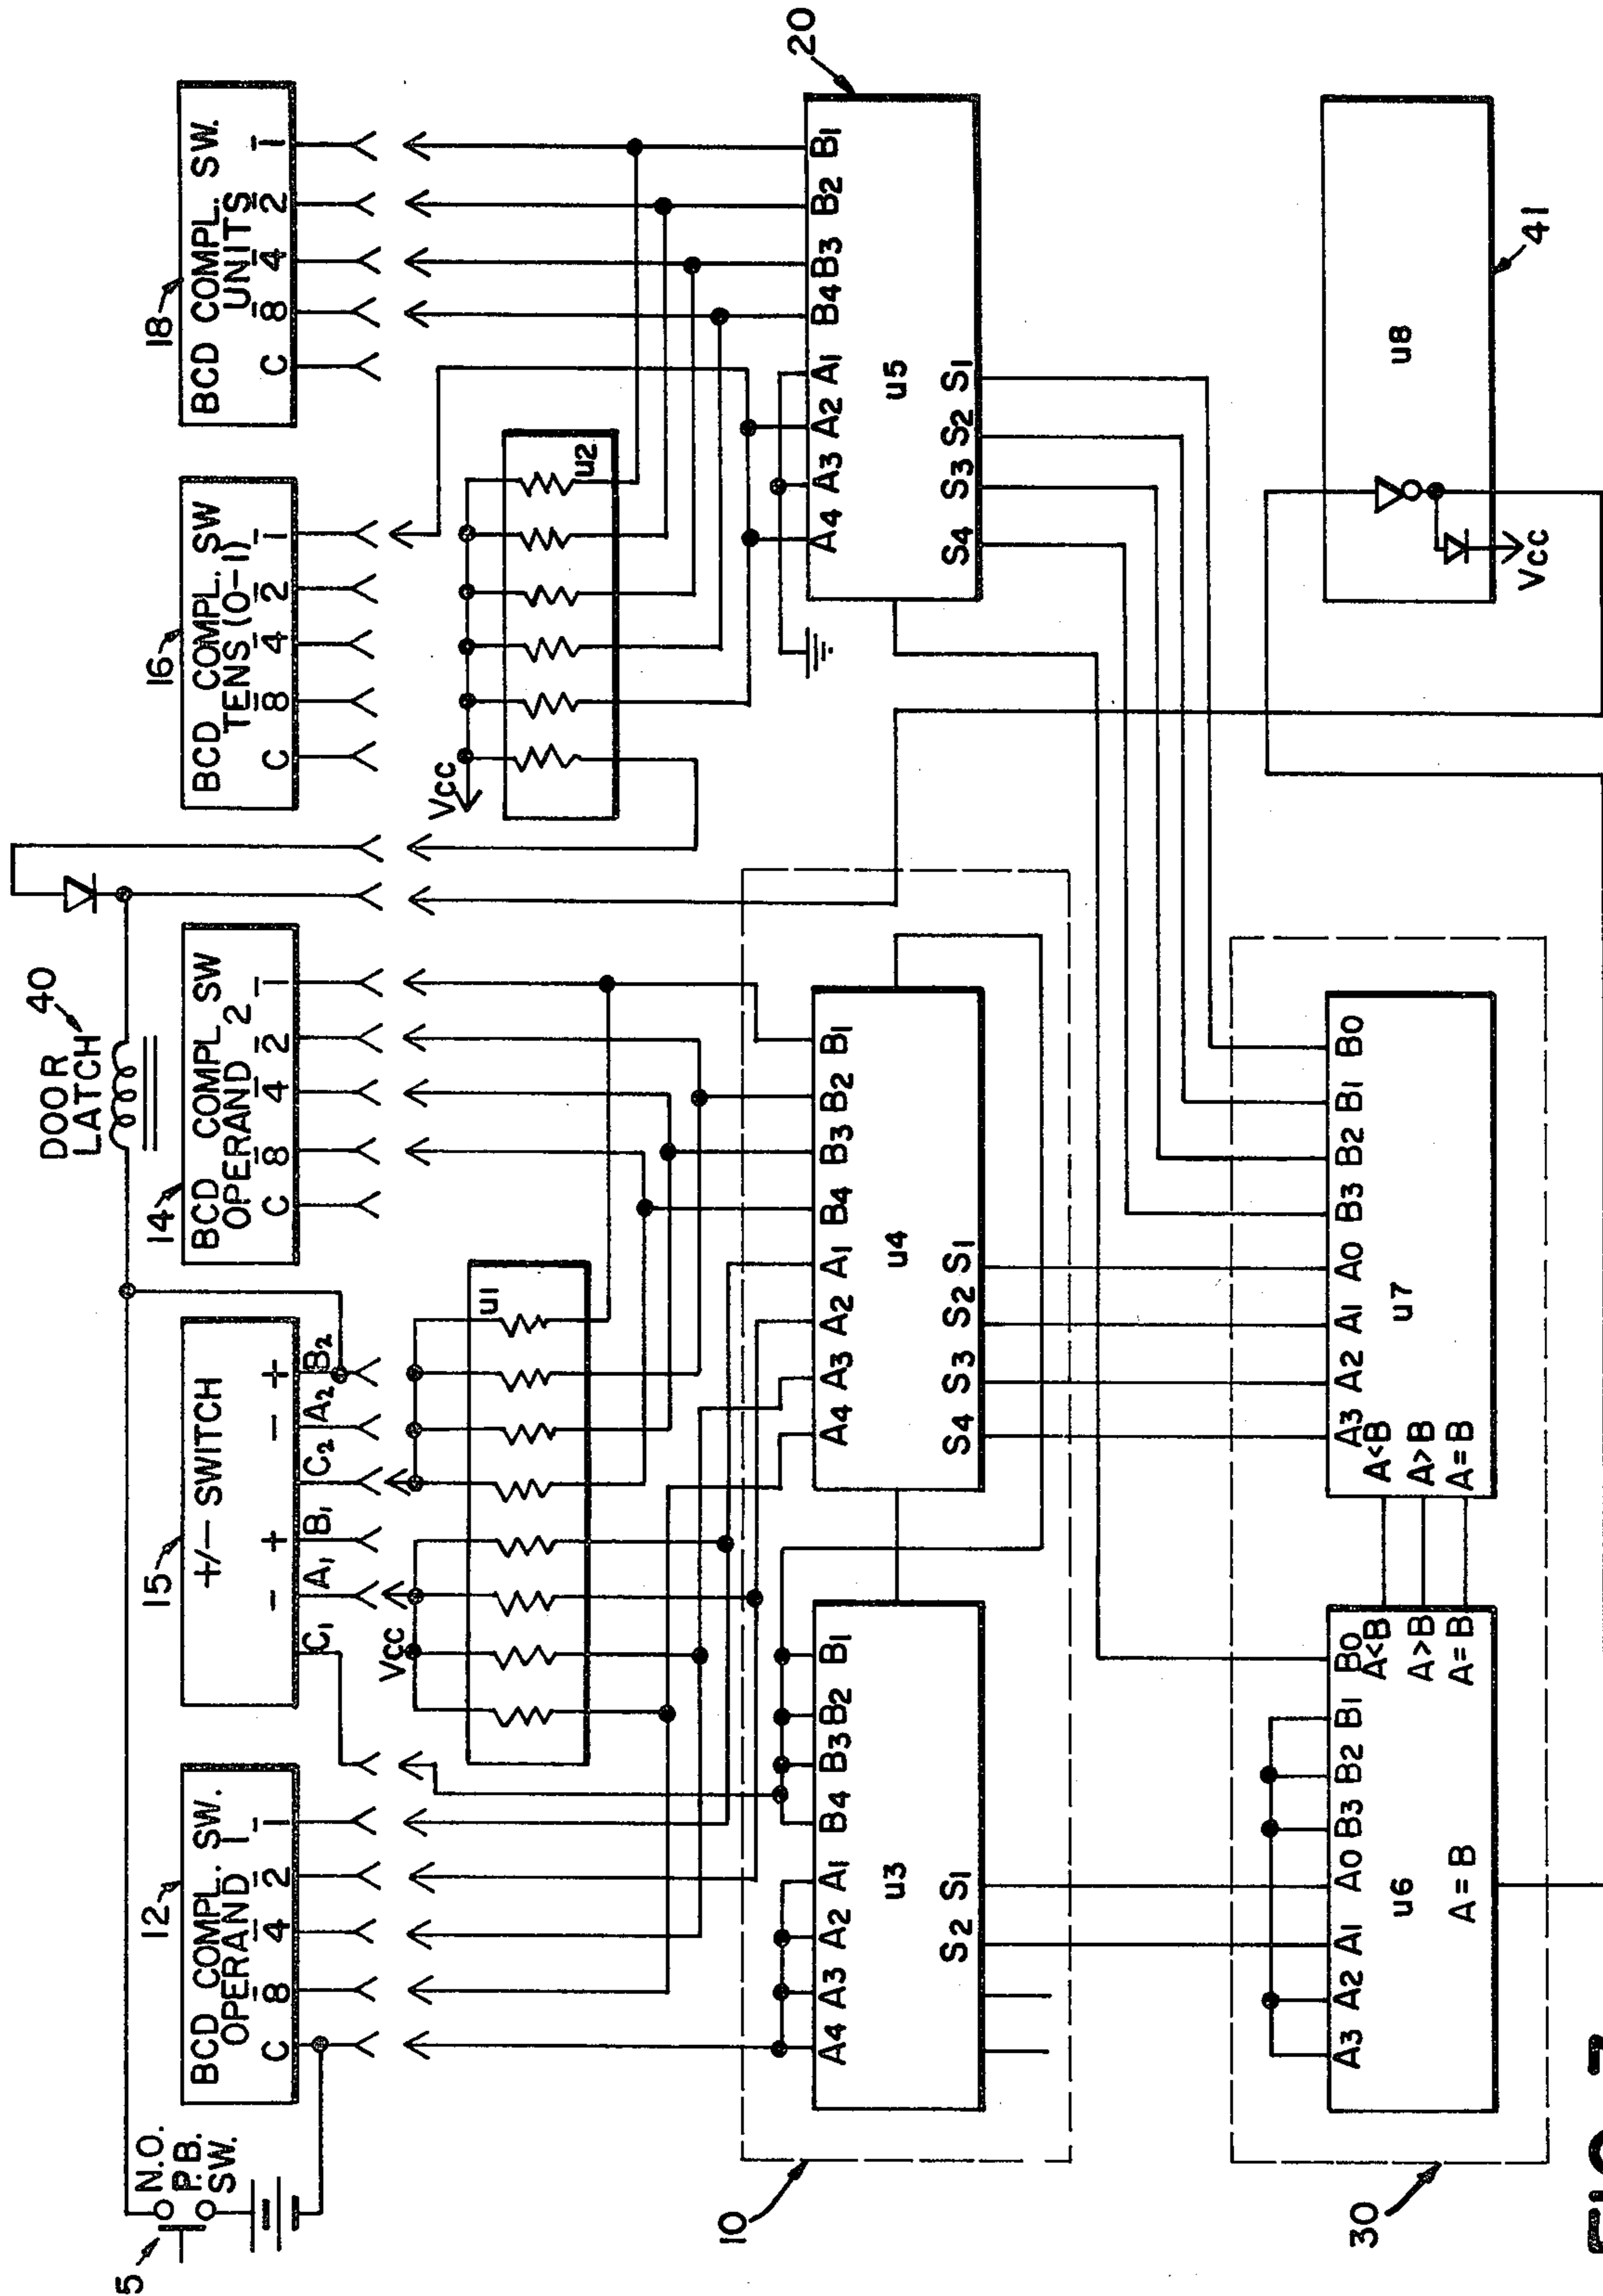 5
N.O.
P.B.
SW.
12
BCD COMPL. SW.
OPERAND 1
C 8 4 2 1
15
+/- SWITCH
- + - +
C1 A1 B1 C2 A2 B2
DOOR
LATCH
40
14
BCD COMPL SW
OPERAND 2
C 8 4 2 1
16
BCD COMPL. SW
TENS (0-1)
C 8 4 2 1
18
BCD COMPL. SW.
UNITS
C 8 4 2 1
Vcc
u1
Vcc
u2
10
A4 A3 A2 A1 B4 B3 B2 B1
u3
S2 S1
A4 A3 A2 A1 B4 B3 B2 B1
u4
S4 S3 S2 S1
20
A4 A3 A2 A1 B4 B3 B2 B1
u5
S4 S3 S2 S1
30
A3 A2 A1 A0 B3 B2 B1 B0
u6
A<B
A>B
A=B
A=B
A3 A2 A1 A0 B3 B2 B1 B0
A<B
A>B
A=B
u7
u8
Vcc
41